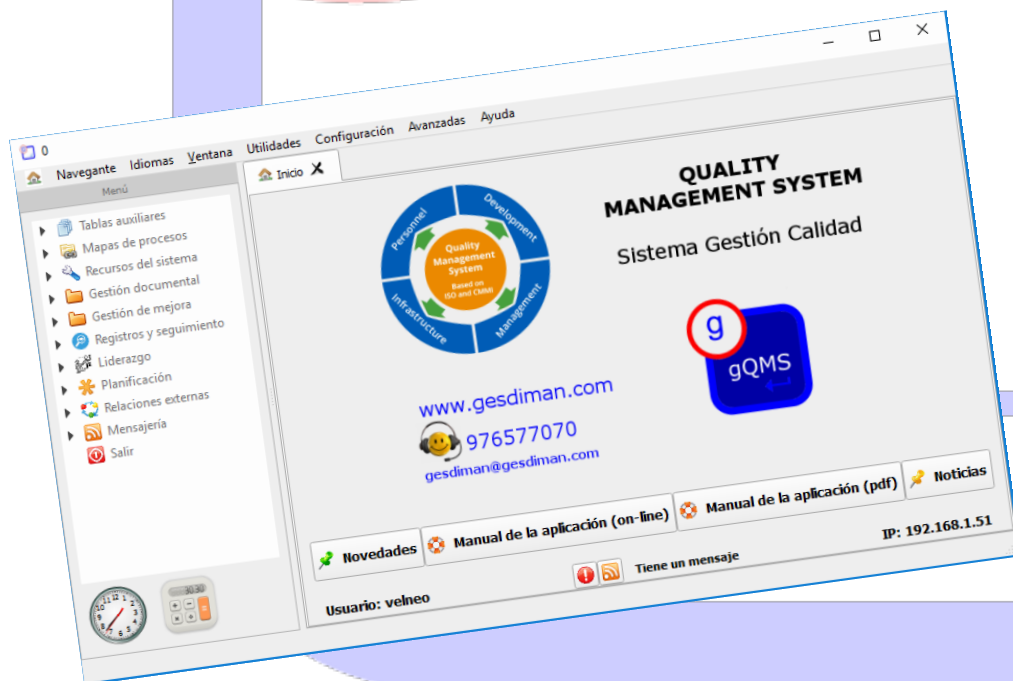 0
Navegante Idiomas Ventana Utilidades Configuración Avanzadas Ayuda
Menú
Inicio
Tablas auxiliares
Mapas de procesos
Recursos del sistema
Gestión documental
Gestión de mejora
Registros y seguimiento
Liderazgo
Planificación
Relaciones externas
Mensajería
Salir
Personnel
Development
Infrastructure
Management
Quality
Management
System
Based on
ISO and CMMI
QUALITY
MANAGEMENT SYSTEM
Sistema Gestión Calidad
g
gQMS
www.gesdiman.com
976577070
gesdiman@gesdiman.com
Novedades
Manual de la aplicación (on-line)
Manual de la aplicación (pdf)
Noticias
Usuario: velneo
Tiene un mensaje
IP: 192.168.1.51